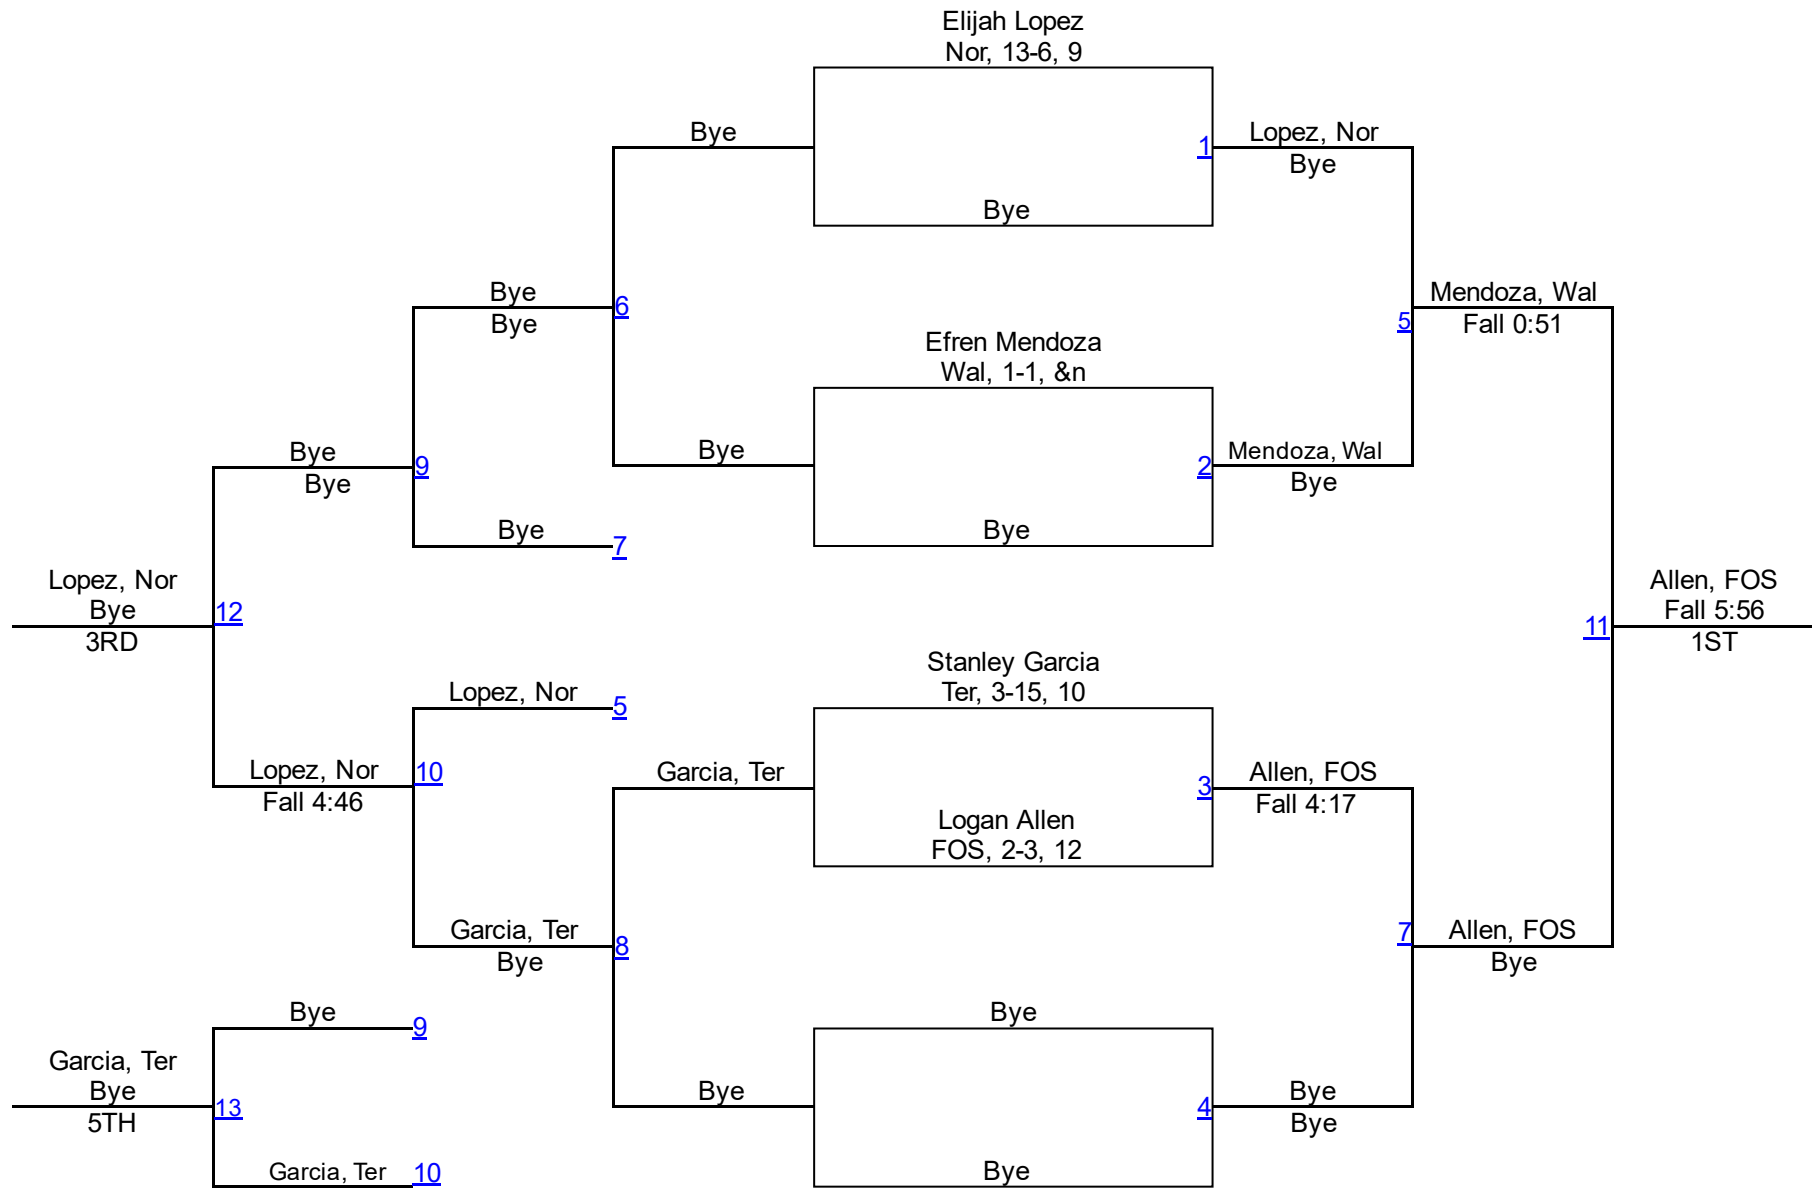 Elijah Lopez
Nor, 13-6, 9
Bye
1
Lopez, Nor
Bye
Bye
Bye
Bye
6
Mendoza, Wal
5
Fall 0:51
Efren Mendoza
Wal, 1-1, &n
Bye
Bye
9
Bye
2
Mendoza, Wal
Bye
Bye
7
Bye
Lopez, Nor
Bye
12
3RD
Allen, FOS
Fall 5:56
11
1ST
Stanley Garcia
Ter, 3-15, 10
Lopez, Nor
5
Lopez, Nor
10
Fall 4:46
Garcia, Ter
3
Allen, FOS
Fall 4:17
Logan Allen
FOS, 2-3, 12
Garcia, Ter
8
Bye
7
Allen, FOS
Bye
Bye
9
Bye
Garcia, Ter
Bye
13
5TH
Bye
4
Bye
Bye
Garcia, Ter
10
Bye